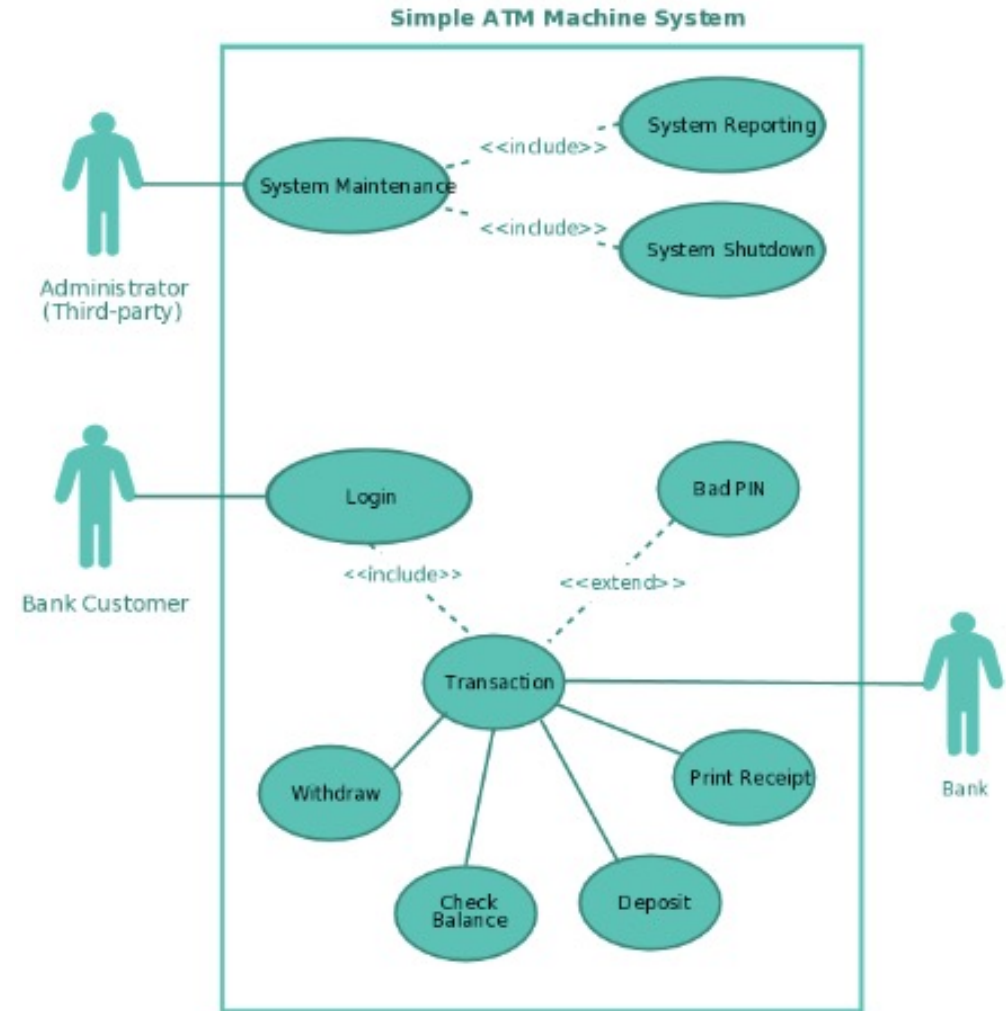 Simple ATM Machine System
System Reporting
<<include>>
System Maintenance
<<include>>
System Shutdown
Administrator
(Third-party)
Bad PIN
Login
<<include>>
<<extend>>
Bank Customer
Transaction
Print Receipt
Bank
Withdraw
Check
Balance
Deposit